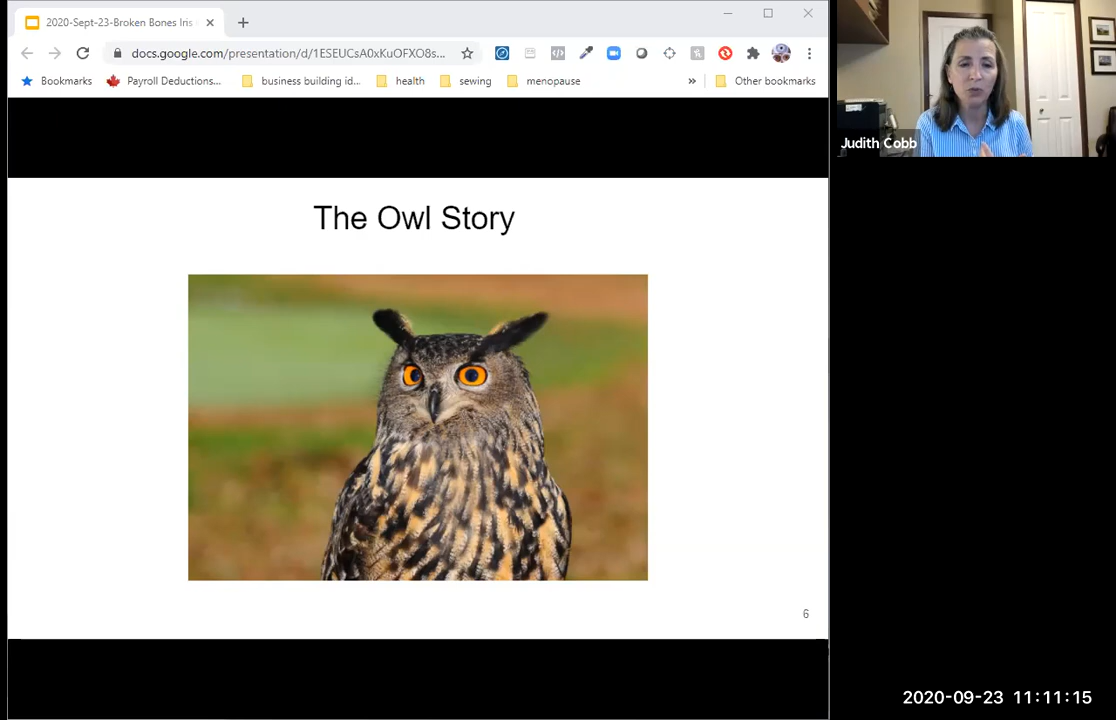 2020-Sept-23-Broken Bones Iris
docs.google.com/presentation/d/1ESEUCsA0xKuOFXO8s...
Bookmarks Payroll Deductions... business building id... health sewing menopause » Other bookmarks
Judith Cobb
The Owl Story
6
2020-09-23 11:11:15